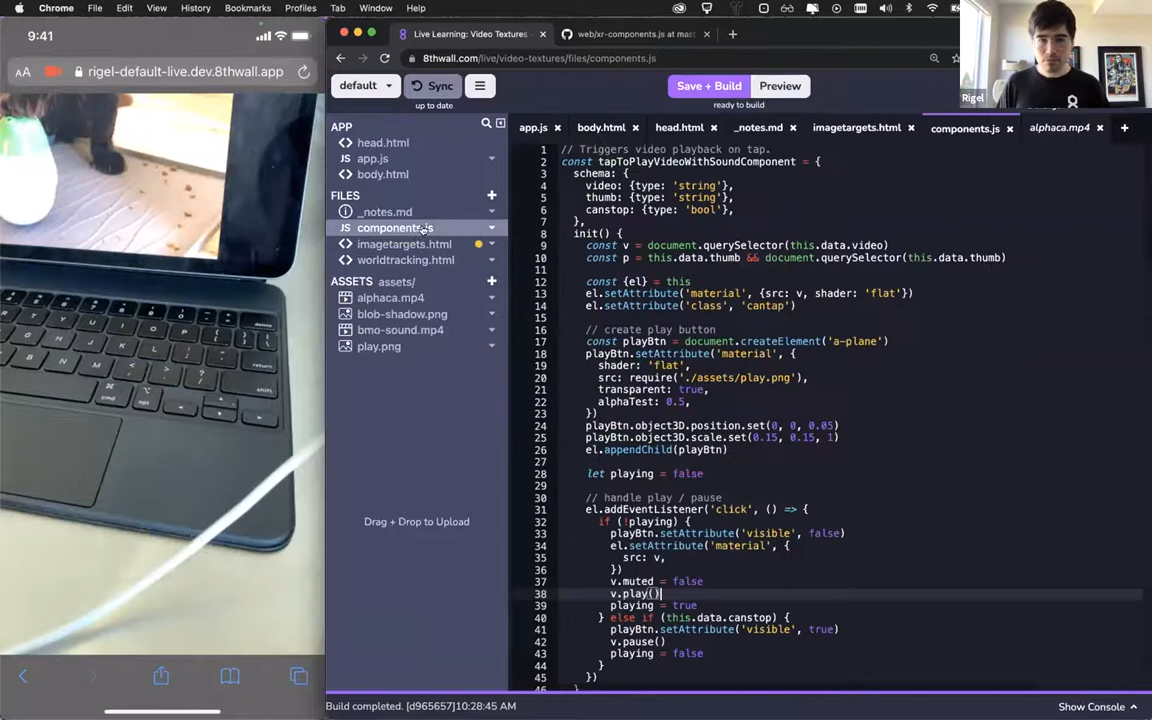 Chrome File Edit View History Bookmarks Profiles Tab Window Help
9:41
AA rigel-default-live.dev.8thwall.app
Live Learning: Video Textures
web/xr-components.js at mast
8thwall.com/live/video-textures/files/components.js
Rigel
default Sync
up to date
Save + Build Preview
ready to build
APP
head.html
JS app.js
body.html
FILES
_notes.md
JS components.js
imagetargets.html
worldtracking.html
ASSETS assets/
alphaca.mp4
blob-shadow.png
bmo-sound.mp4
play.png
Drag + Drop to Upload
app.js body.html head.html _notes.md imagetargets.html components.js alphaca.mp4
1 // Triggers video playback on tap.
2 const tapToPlayVideoWithSoundComponent = {
3 schema: {
4 video: {type: 'string'},
5 thumb: {type: 'string'},
6 canstop: {type: 'bool'},
7 },
8 init() {
9 const v = document.querySelector(this.data.video)
10 const p = this.data.thumb && document.querySelector(this.data.thumb)
11
12 const {el} = this
13 el.setAttribute('material', {src: v, shader: 'flat'})
14 el.setAttribute('class', 'cantap')
15
16 // create play button
17 const playBtn = document.createElement('a-plane')
18 playBtn.setAttribute('material', {
19 shader: 'flat',
20 src: require('./assets/play.png'),
21 transparent: true,
22 alphaTest: 0.5,
23 })
24 playBtn.object3D.position.set(0, 0, 0.05)
25 playBtn.object3D.scale.set(0.15, 0.15, 1)
26 el.appendChild(playBtn)
27
28 let playing = false
29
30 // handle play / pause
31 el.addEventListener('click', () => {
32 if (!playing) {
33 playBtn.setAttribute('visible', false)
34 el.setAttribute('material', {
35 src: v,
36 })
37 v.muted = false
38 v.play()
39 playing = true
40 } else if (this.data.canstop) {
41 playBtn.setAttribute('visible', true)
42 v.pause()
43 playing = false
44 }
45 })
46 }
Build completed. [d965657]10:28:45 AM
Show Console